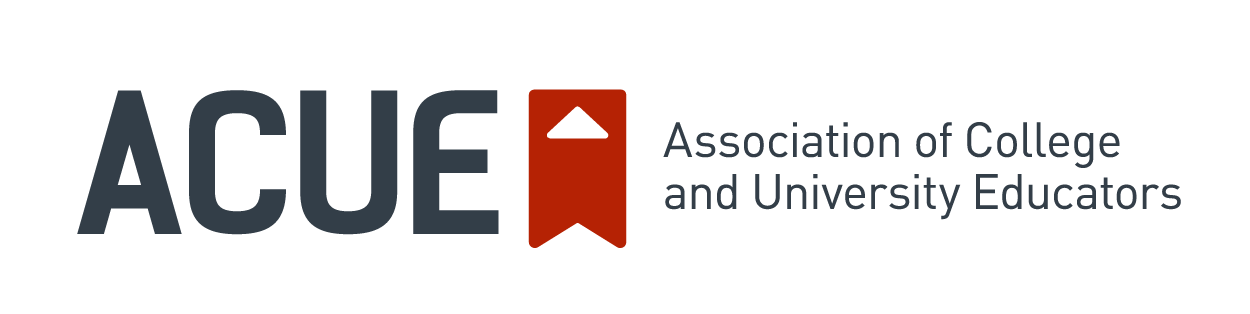 ACUE
Association of College
and University Educators